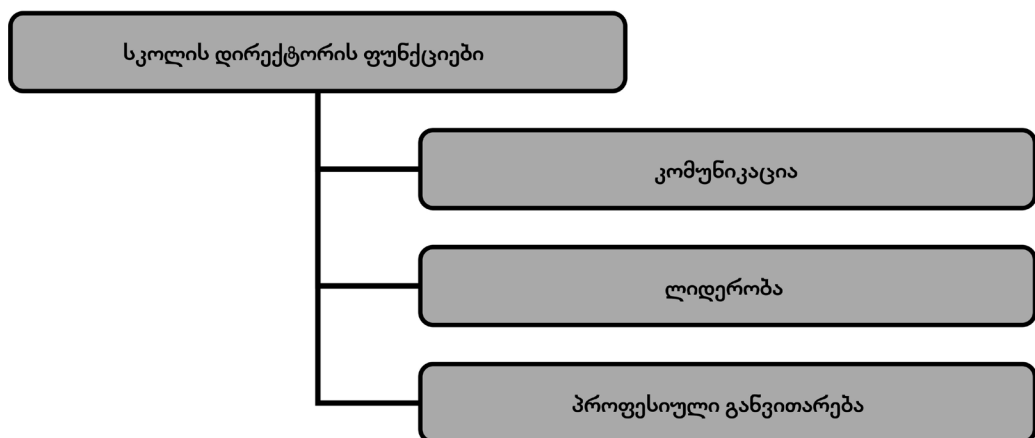 სკოლის დირექტორის ფუნქციები
კომუნიკაცია
ლიდერობა
პროფესიული განვითარება